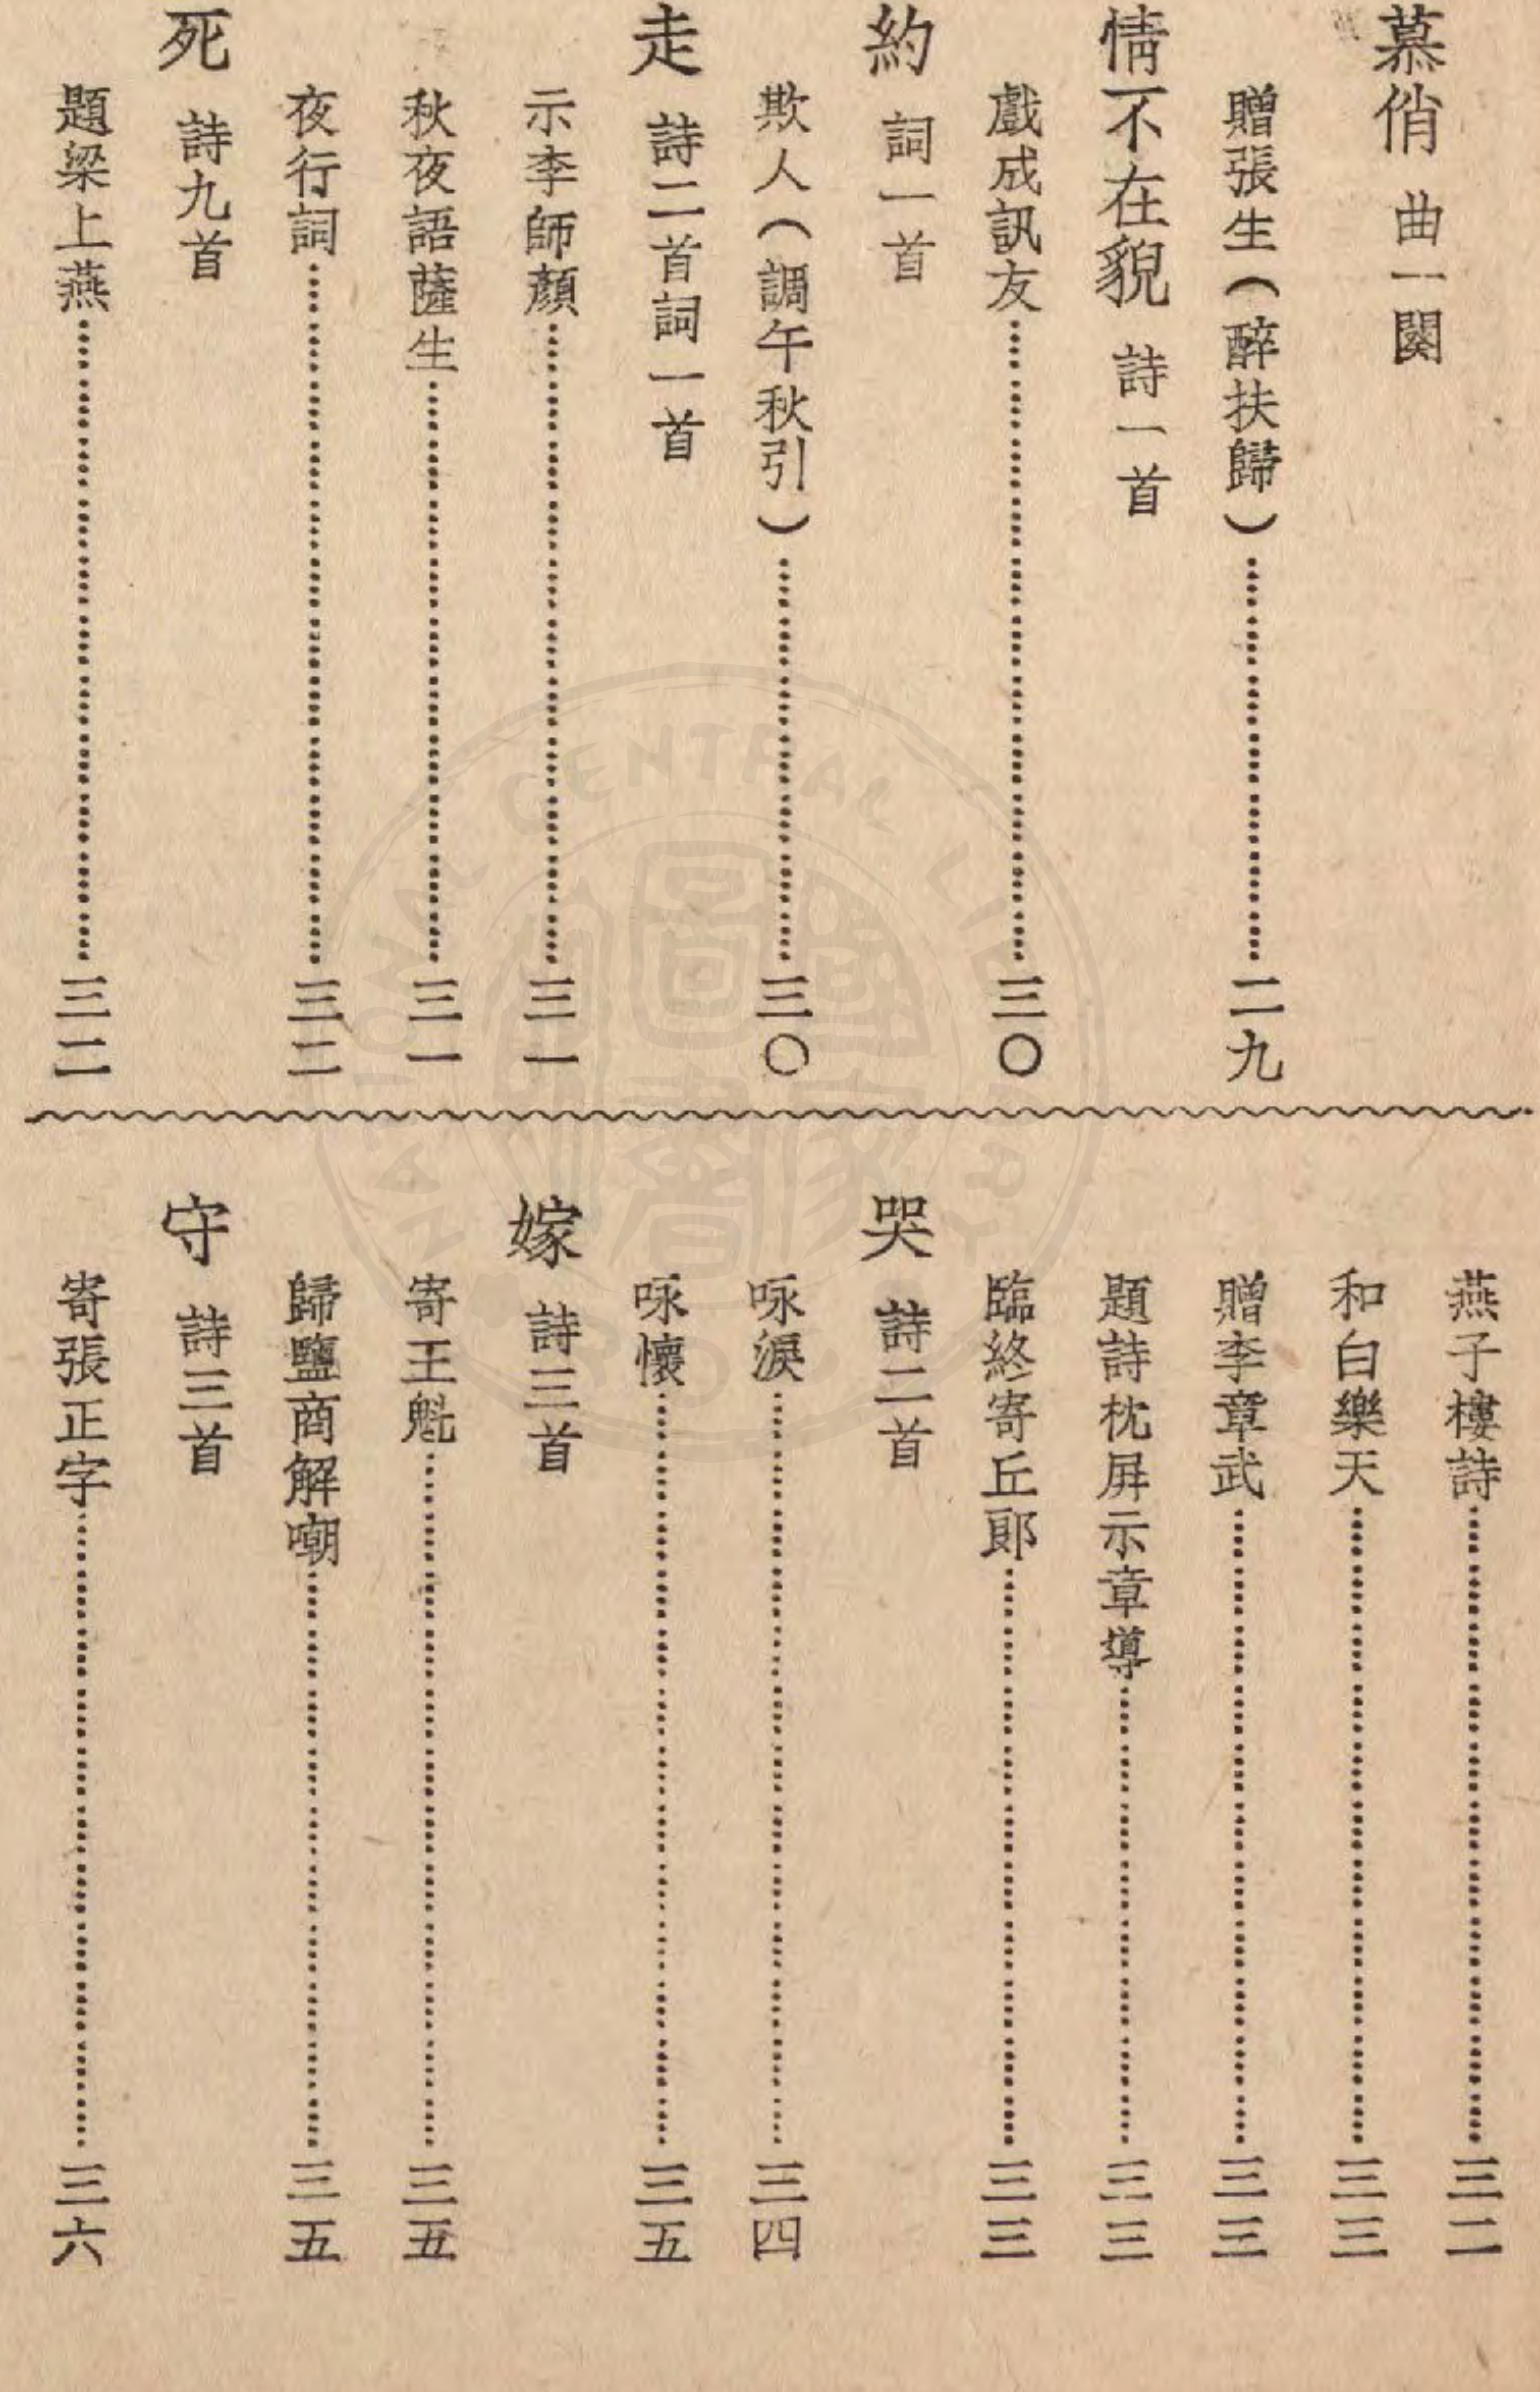 慕俏 曲一闋
贈張生(醉扶歸)……二九
情不在貌 詩一首
戲成訊友……三〇
約 詞一首
欺人(調午秋引)……三〇
走 詩二首詞一首
示李師顏……三一
秋夜語薩生……三一
夜行詞……三二
死 詩九首
題梁上燕……三二
燕子樓詩……三二
和白樂天……三三
贈李章武……三三
題詩枕屏示章導……三三
臨終寄丘郎……三三
哭 詩二首
咏淚……三四
咏懷……三五
嫁 詩三首
寄王魁……三五
歸鹽商解嘲……三五
守 詩三首
寄張正字……三六